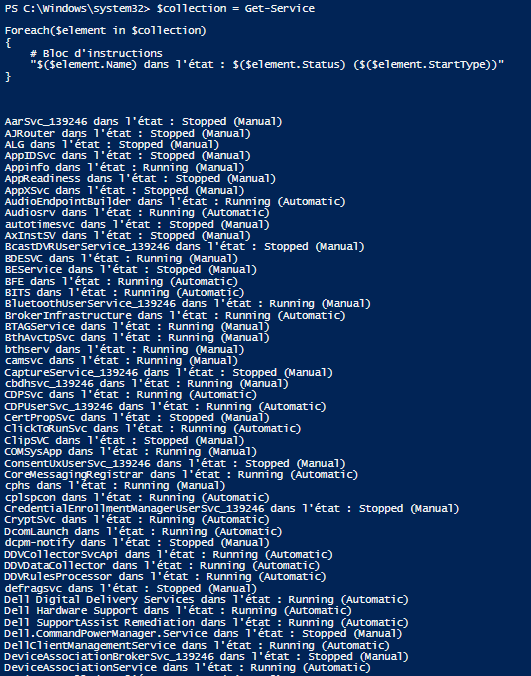 PS C:\Windows\system32> $collection = Get-Service
Foreach($element in $collection)
{
# Bloc d'instructions
"$($element.Name) dans l'état : $($element.Status) ($($element.StartType))"
}
AarSvc_139246 dans l'état : Stopped (Manual)
AJRouter dans l'état : Stopped (Manual)
ALG dans l'état : Stopped (Manual)
AppIDSvc dans l'état : Stopped (Manual)
Appinfo dans l'état : Running (Manual)
AppReadiness dans l'état : Stopped (Manual)
AppXSvc dans l'état : Stopped (Manual)
AudioEndpointBuilder dans l'état : Running (Automatic)
Audiosrv dans l'état : Running (Automatic)
autotimesvc dans l'état : Stopped (Manual)
AxInstSV dans l'état : Stopped (Manual)
BcastDVRUserService_139246 dans l'état : Stopped (Manual)
BDESVC dans l'état : Running (Manual)
BEService dans l'état : Stopped (Manual)
BFE dans l'état : Running (Automatic)
BITS dans l'état : Running (Automatic)
BluetoothUserService_139246 dans l'état : Running (Manual)
BrokerInfrastructure dans l'état : Running (Automatic)
BTAGService dans l'état : Running (Manual)
BthAvctpSvc dans l'état : Running (Manual)
bthserv dans l'état : Running (Manual)
camsvc dans l'état : Running (Manual)
CaptureService_139246 dans l'état : Stopped (Manual)
cbdhsvc_139246 dans l'état : Running (Manual)
CDPSvc dans l'état : Running (Automatic)
CDPUserSvc_139246 dans l'état : Running (Automatic)
CertPropSvc dans l'état : Stopped (Manual)
ClickToRunSvc dans l'état : Running (Automatic)
ClipSVC dans l'état : Stopped (Manual)
COMSysApp dans l'état : Running (Manual)
ConsentUxUserSvc_139246 dans l'état : Stopped (Manual)
CoreMessagingRegistrar dans l'état : Running (Automatic)
cphs dans l'état : Running (Manual)
cplspcon dans l'état : Running (Automatic)
CredentialEnrollmentManagerUserSvc_139246 dans l'état : Stopped (Manual)
CryptSvc dans l'état : Running (Automatic)
DcomLaunch dans l'état : Running (Automatic)
dcpm-notify dans l'état : Stopped (Manual)
DDVCollectorSvcApi dans l'état : Running (Automatic)
DDVDataCollector dans l'état : Running (Automatic)
DDVRulesProcessor dans l'état : Running (Automatic)
defragsvc dans l'état : Stopped (Manual)
Dell Digital Delivery Services dans l'état : Running (Automatic)
Dell Hardware Support dans l'état : Running (Automatic)
Dell SupportAssist Remediation dans l'état : Running (Automatic)
Dell.CommandPowerManager.Service dans l'état : Stopped (Manual)
DellClientManagementService dans l'état : Running (Automatic)
DeviceAssociationBrokerSvc_139246 dans l'état : Stopped (Manual)
DeviceAssociationService dans l'état : Running (Automatic)